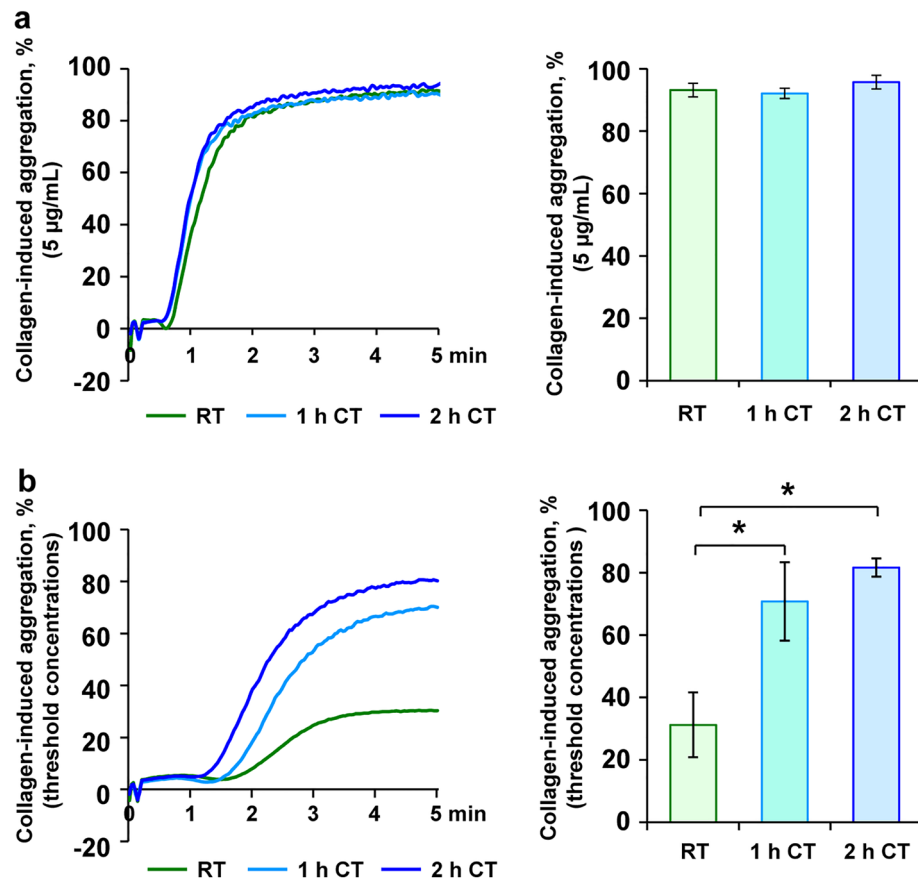 a
Collagen-induced aggregation, %
(5 µg/mL)
100
80
60
40
20
0
-20
0 1 2 3 4 5 min
RT 1 h CT 2 h CT
Collagen-induced aggregation, %
(5 µg/mL)
100
80
60
40
20
0
RT 1 h CT 2 h CT
b
Collagen-induced aggregation, %
(threshold concentrations)
100
80
60
40
20
0
-20
0 1 2 3 4 5 min
RT 1 h CT 2 h CT
Collagen-induced aggregation, %
(threshold concentrations )
100
80
60
40
20
0
*
*
RT 1 h CT 2 h CT